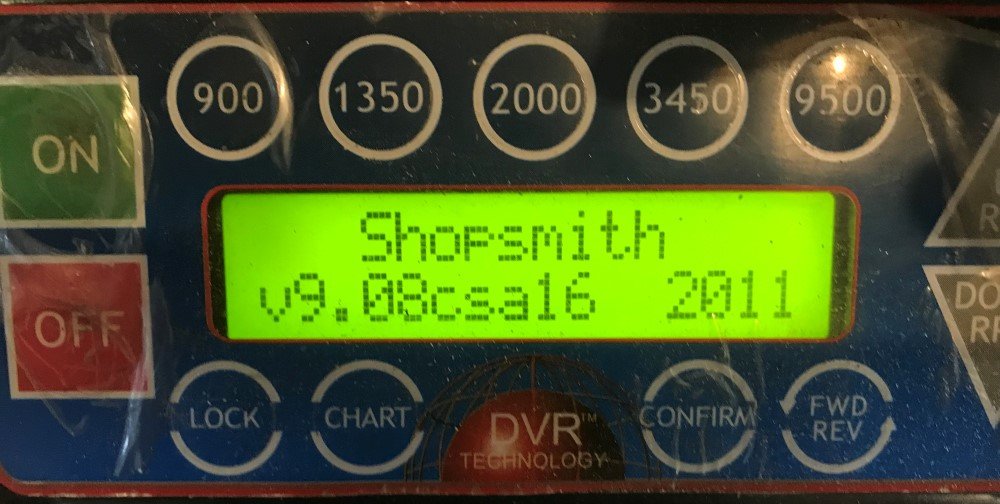 900 1350 2000 3450 9500
ON
Shopsmith
v9.08csa16 2011
OFF
LOCK CHART DVR™ TECHNOLOGY CONFIRM FWD REV